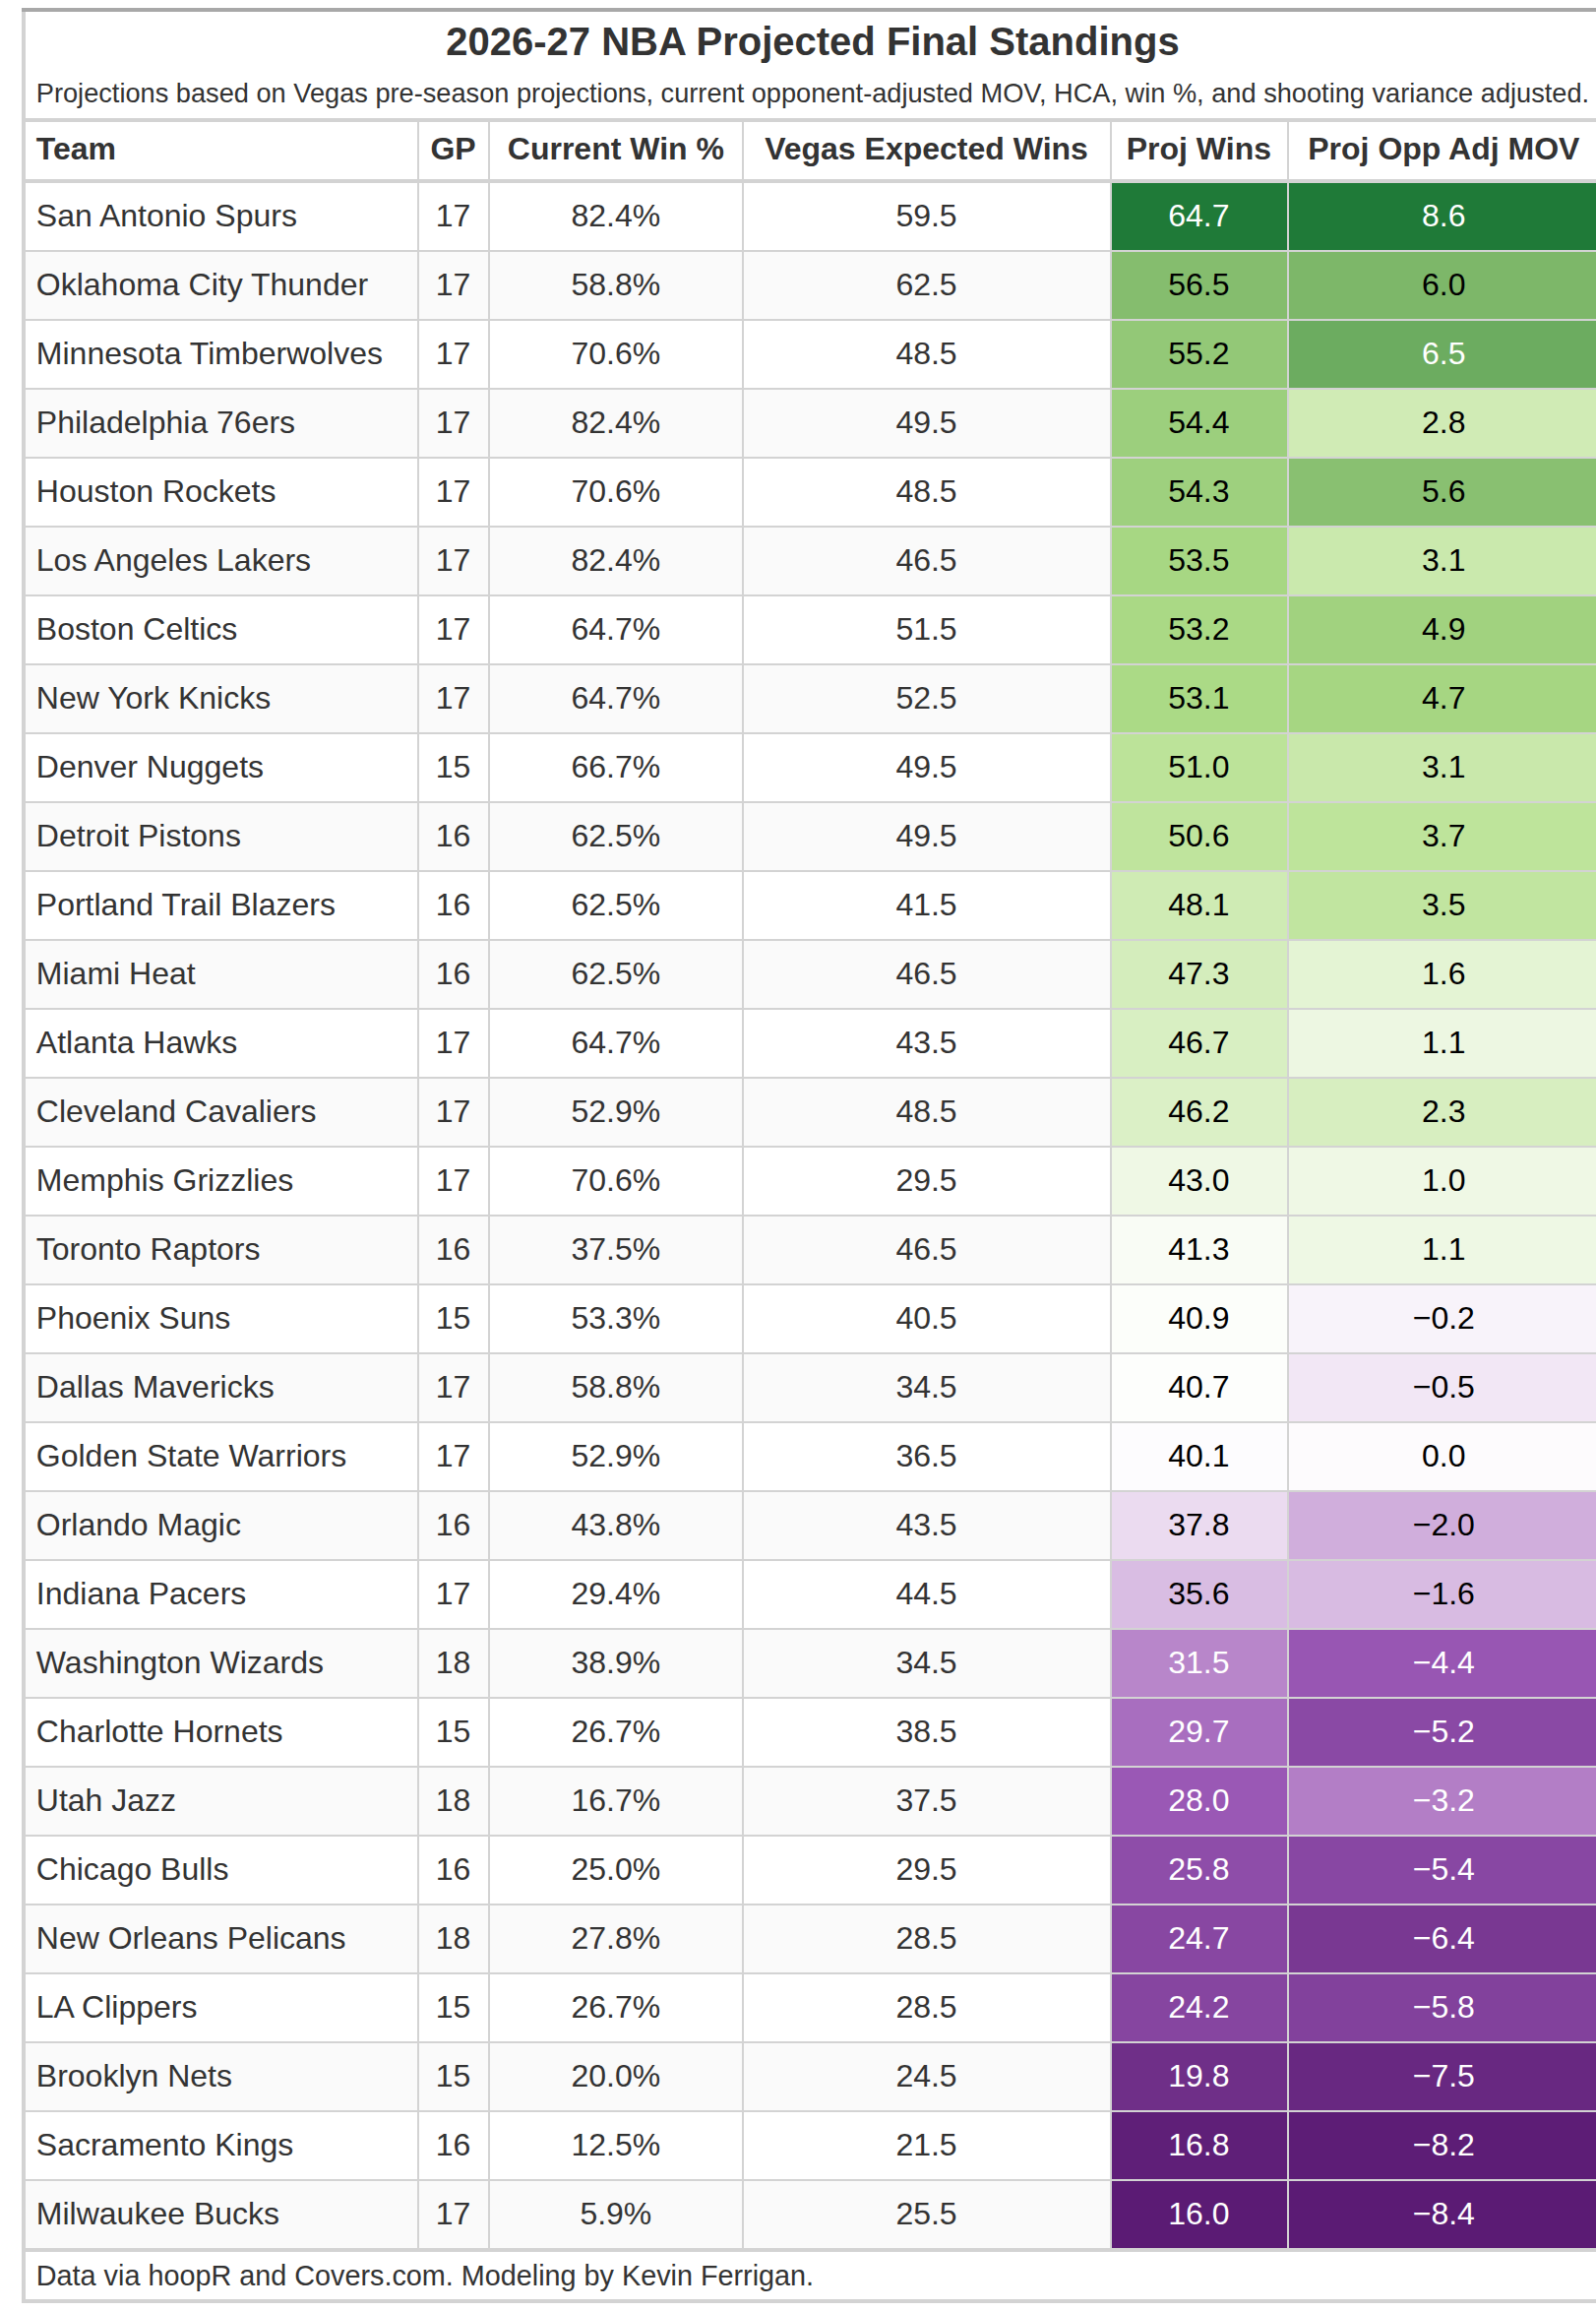 2026-27 NBA Projected Final Standings
Projections based on Vegas pre-season projections, current opponent-adjusted MOV, HCA, win %, and shooting variance adjusted.
Team GP Current Win % Vegas Expected Wins Proj Wins Proj Opp Adj MOV
San Antonio Spurs 17 82.4% 59.5 64.7 8.6
Oklahoma City Thunder 17 58.8% 62.5 56.5 6.0
Minnesota Timberwolves 17 70.6% 48.5 55.2 6.5
Philadelphia 76ers 17 82.4% 49.5 54.4 2.8
Houston Rockets 17 70.6% 48.5 54.3 5.6
Los Angeles Lakers 17 82.4% 46.5 53.5 3.1
Boston Celtics 17 64.7% 51.5 53.2 4.9
New York Knicks 17 64.7% 52.5 53.1 4.7
Denver Nuggets 15 66.7% 49.5 51.0 3.1
Detroit Pistons 16 62.5% 49.5 50.6 3.7
Portland Trail Blazers 16 62.5% 41.5 48.1 3.5
Miami Heat 16 62.5% 46.5 47.3 1.6
Atlanta Hawks 17 64.7% 43.5 46.7 1.1
Cleveland Cavaliers 17 52.9% 48.5 46.2 2.3
Memphis Grizzlies 17 70.6% 29.5 43.0 1.0
Toronto Raptors 16 37.5% 46.5 41.3 1.1
Phoenix Suns 15 53.3% 40.5 40.9 −0.2
Dallas Mavericks 17 58.8% 34.5 40.7 −0.5
Golden State Warriors 17 52.9% 36.5 40.1 0.0
Orlando Magic 16 43.8% 43.5 37.8 −2.0
Indiana Pacers 17 29.4% 44.5 35.6 −1.6
Washington Wizards 18 38.9% 34.5 31.5 −4.4
Charlotte Hornets 15 26.7% 38.5 29.7 −5.2
Utah Jazz 18 16.7% 37.5 28.0 −3.2
Chicago Bulls 16 25.0% 29.5 25.8 −5.4
New Orleans Pelicans 18 27.8% 28.5 24.7 −6.4
LA Clippers 15 26.7% 28.5 24.2 −5.8
Brooklyn Nets 15 20.0% 24.5 19.8 −7.5
Sacramento Kings 16 12.5% 21.5 16.8 −8.2
Milwaukee Bucks 17 5.9% 25.5 16.0 −8.4
Data via hoopR and Covers.com. Modeling by Kevin Ferrigan.